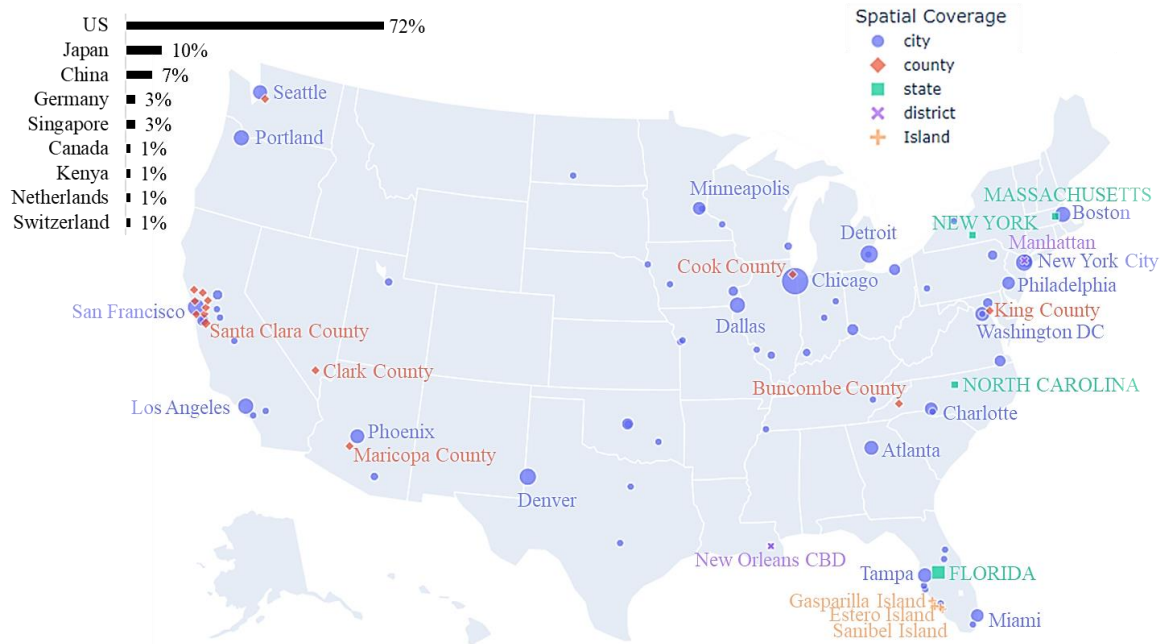 US 72%
Japan 10%
China 7%
Germany 3%
Singapore 3%
Canada 1%
Kenya 1%
Netherlands 1%
Switzerland 1%
Spatial Coverage
city
county
state
district
Island
Seattle
Portland
Minneapolis
MASSACHUSETTS
Boston
NEW YORK
Detroit
Manhattan
New York City
Cook County
Chicago
Philadelphia
San Francisco
Dallas
King County
Santa Clara County
Washington DC
Clark County
Buncombe County
NORTH CAROLINA
Los Angeles
Charlotte
Phoenix
Maricopa County
Atlanta
Denver
New Orleans CBD
Tampa
FLORIDA
Gasparilla Island
Estero Island
Miami
Sanibel Island